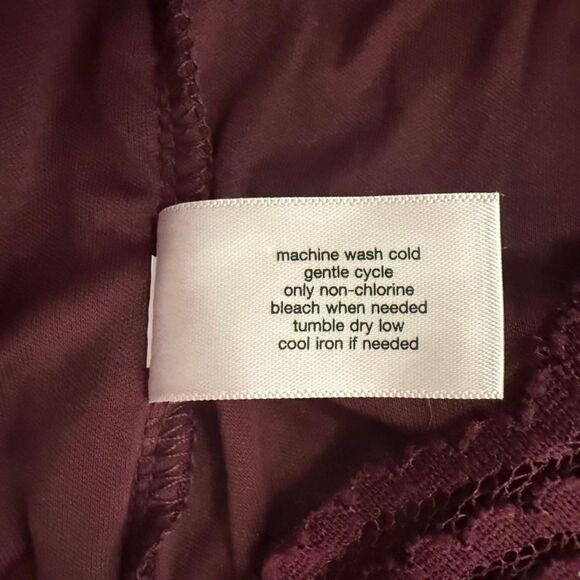 machine wash cold
gentle cycle
only non-chlorine
bleach when needed
tumble dry low
cool iron if needed